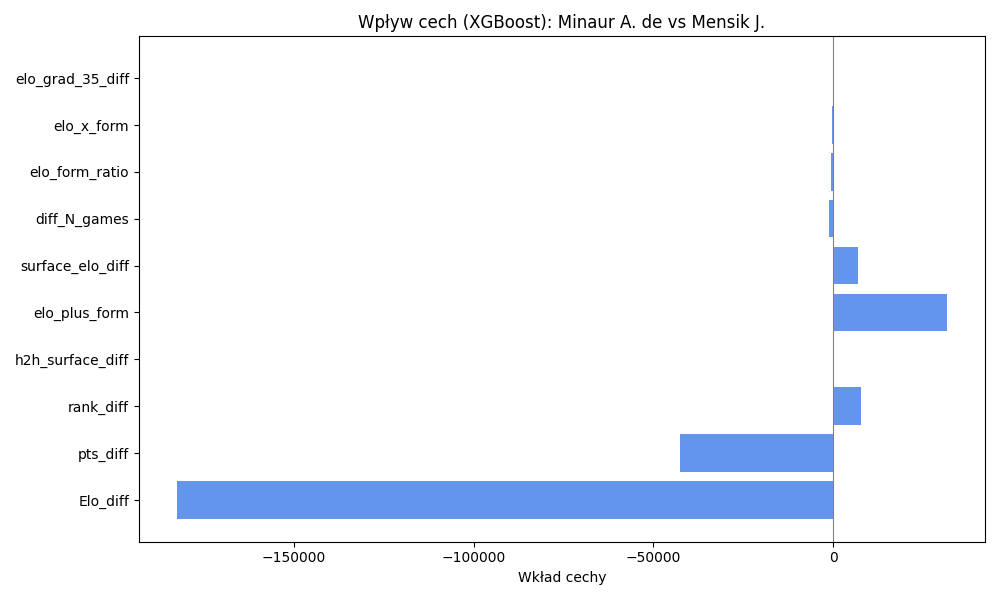 Wpływ cech (XGBoost): Minaur A. de vs Mensik J.
elo_grad_35_diff
elo_x_form
elo_form_ratio
diff_N_games
surface_elo_diff
elo_plus_form
h2h_surface_diff
rank_diff
pts_diff
Elo_diff
−150000 −100000 −50000 0
Wkład cechy